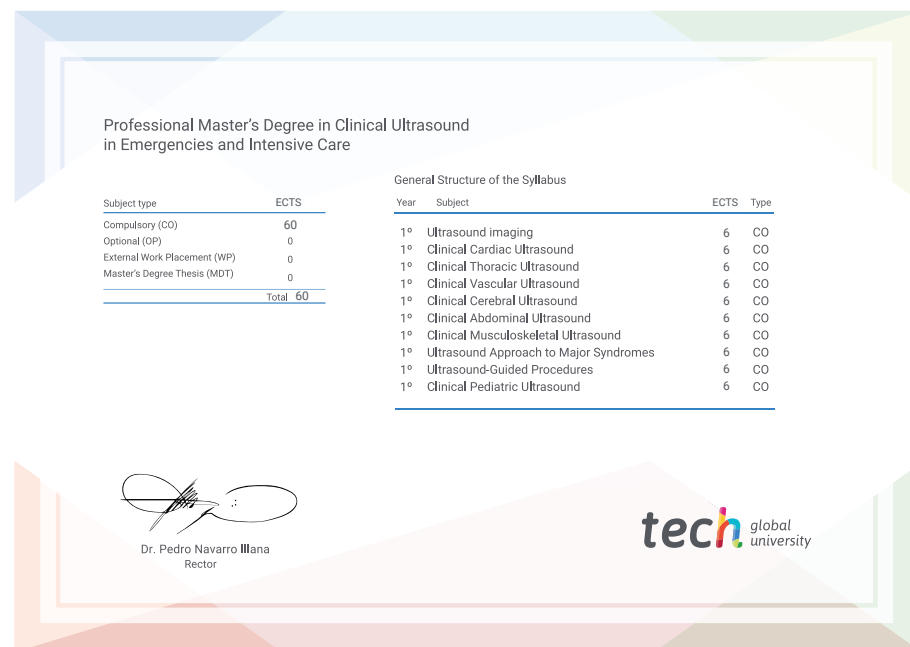 Professional Master's Degree in Clinical Ultrasound
in Emergencies and Intensive Care
Subject type ECTS
Compulsory (CO) 60
Optional (OP) 0
External Work Placement (WP) 0
Master's Degree Thesis (MDT) 0
Total 60
General Structure of the Syllabus
Year Subject ECTS Type
1º Ultrasound imaging 6 CO
1º Clinical Cardiac Ultrasound 6 CO
1º Clinical Thoracic Ultrasound 6 CO
1º Clinical Vascular Ultrasound 6 CO
1º Clinical Cerebral Ultrasound 6 CO
1º Clinical Abdominal Ultrasound 6 CO
1º Clinical Musculoskeletal Ultrasound 6 CO
1º Ultrasound Approach to Major Syndromes 6 CO
1º Ultrasound-Guided Procedures 6 CO
1º Clinical Pediatric Ultrasound 6 CO
Dr. Pedro Navarro Illana
Rector
tech global
university